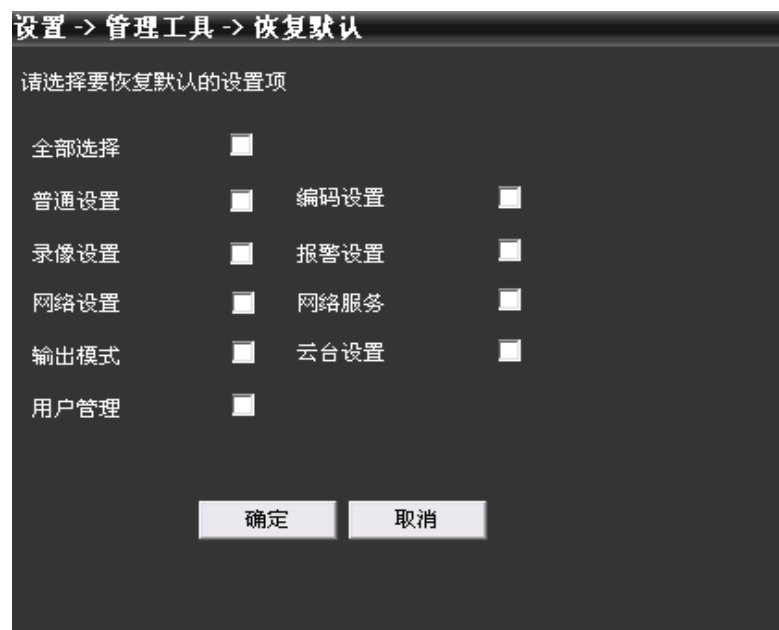 设置 -> 管理工具 -> 恢复默认
请选择要恢复默认的设置项
全部选择
普通设置 编码设置
录像设置 报警设置
网络设置 网络服务
输出模式 云台设置
用户管理
确定 取消